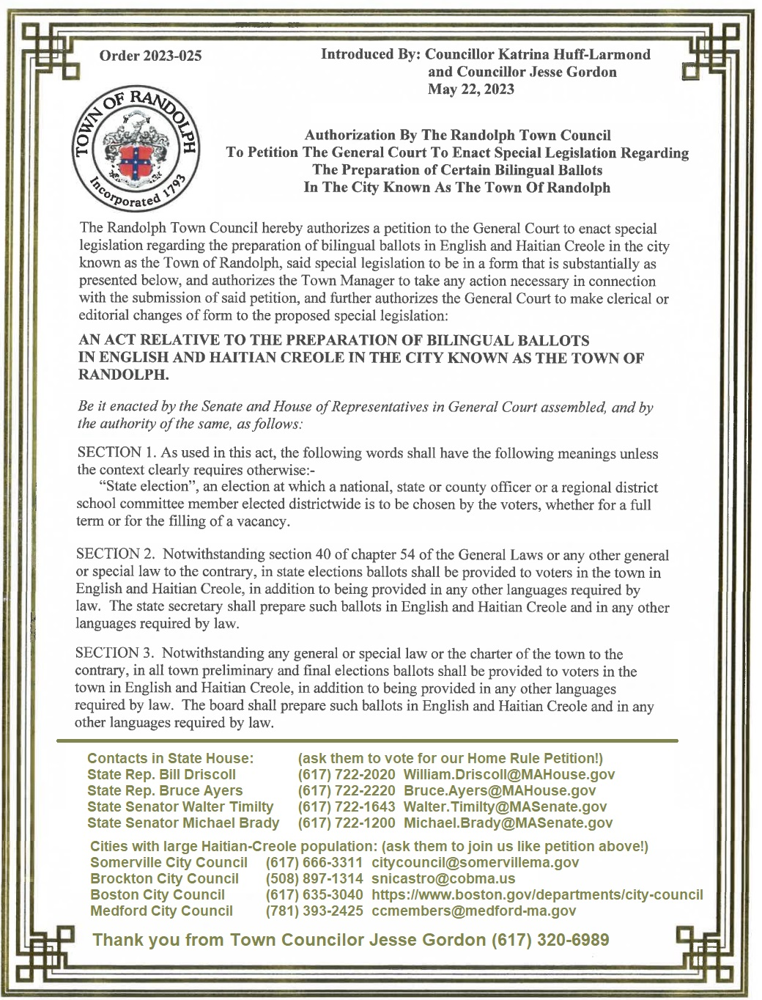 Order 2023-025
Introduced By: Councillor Katrina Huff-Larmond
and Councillor Jesse Gordon
May 22, 2023
TOWN OF RANDOLPH
Incorporated 1793
Authorization By The Randolph Town Council
To Petition The General Court To Enact Special Legislation Regarding
The Preparation of Certain Bilingual Ballots
In The City Known As The Town Of Randolph
The Randolph Town Council hereby authorizes a petition to the General Court to enact special
legislation regarding the preparation of bilingual ballots in English and Haitian Creole in the city
known as the Town of Randolph, said special legislation to be in a form that is substantially as
presented below, and authorizes the Town Manager to take any action necessary in connection
with the submission of said petition, and further authorizes the General Court to make clerical or
editorial changes of form to the proposed special legislation:
AN ACT RELATIVE TO THE PREPARATION OF BILINGUAL BALLOTS
IN ENGLISH AND HAITIAN CREOLE IN THE CITY KNOWN AS THE TOWN OF
RANDOLPH.
Be it enacted by the Senate and House of Representatives in General Court assembled, and by
the authority of the same, as follows:
SECTION 1. As used in this act, the following words shall have the following meanings unless
the context clearly requires otherwise:-
“State election”, an election at which a national, state or county officer or a regional district
school committee member elected districtwide is to be chosen by the voters, whether for a full
term or for the filling of a vacancy.
SECTION 2. Notwithstanding section 40 of chapter 54 of the General Laws or any other general
or special law to the contrary, in state elections ballots shall be provided to voters in the town in
English and Haitian Creole, in addition to being provided in any other languages required by
law. The state secretary shall prepare such ballots in English and Haitian Creole and in any other
languages required by law.
SECTION 3. Notwithstanding any general or special law or the charter of the town to the
contrary, in all town preliminary and final elections ballots shall be provided to voters in the
town in English and Haitian Creole, in addition to being provided in any other languages
required by law. The board shall prepare such ballots in English and Haitian Creole and in any
other languages required by law.
Contacts in State House: (ask them to vote for our Home Rule Petition!)
State Rep. Bill Driscoll (617) 722-2020 William.Driscoll@MAHouse.gov
State Rep. Bruce Ayers (617) 722-2220 Bruce.Ayers@MAHouse.gov
State Senator Walter Timilty (617) 722-1643 Walter.Timilty@MASenate.gov
State Senator Michael Brady (617) 722-1200 Michael.Brady@MASenate.gov
Cities with large Haitian-Creole population: (ask them to join us like petition above!)
Somerville City Council (617) 666-3311 citycouncil@somervillema.gov
Brockton City Council (508) 897-1314 snicastro@cobma.us
Boston City Council (617) 635-3040 https://www.boston.gov/departments/city-council
Medford City Council (781) 393-2425 ccmembers@medford-ma.gov
Thank you from Town Councilor Jesse Gordon (617) 320-6989